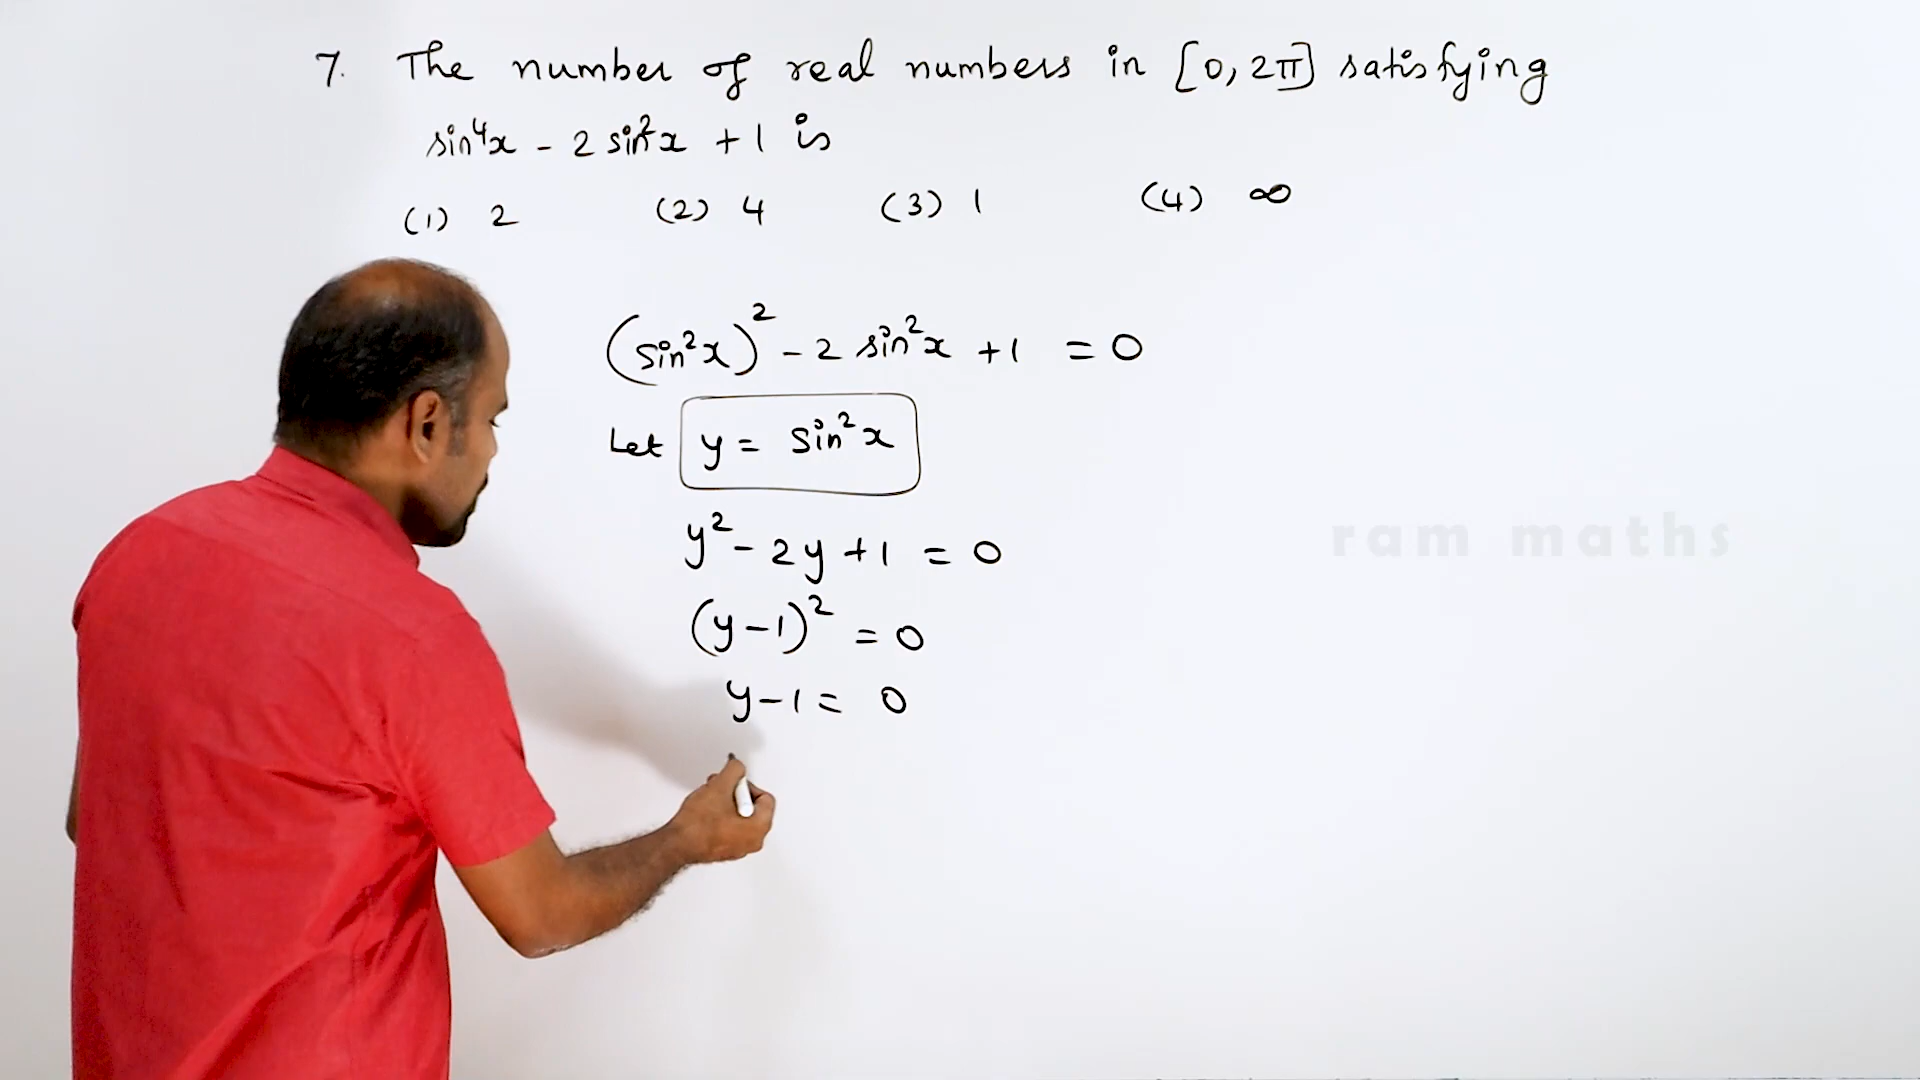 7. The number of real numbers in [0, 2π] satisfying
sin⁴x - 2 sin²x + 1 is
(1) 2 (2) 4 (3) 1 (4) ∞
(sin²x)² - 2 sin²x + 1 = 0
Let y = sin²x
y² - 2y + 1 = 0
ram maths
(y - 1)² = 0
y - 1 = 0